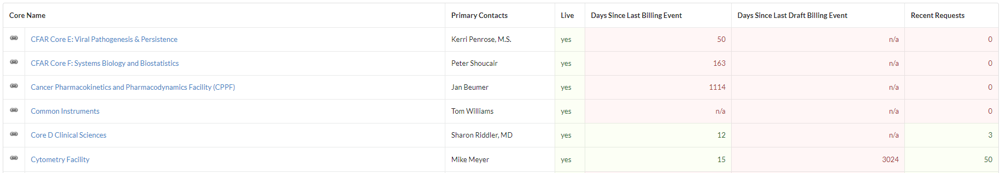 Core Name Primary Contacts Live Days Since Last Billing Event Days Since Last Draft Billing Event Recent Requests
CFAR Core E: Viral Pathogenesis & Persistence Kerri Penrose, M.S. yes 50 n/a 0
CFAR Core F: Systems Biology and Biostatistics Peter Shoucair yes 163 n/a 0
Cancer Pharmacokinetics and Pharmacodynamics Facility (CPPF) Jan Beumer yes 1114 n/a 0
Common Instruments Tom Williams yes n/a n/a 0
Core D Clinical Sciences Sharon Riddler, MD yes 12 n/a 3
Cytometry Facility Mike Meyer yes 15 3024 50